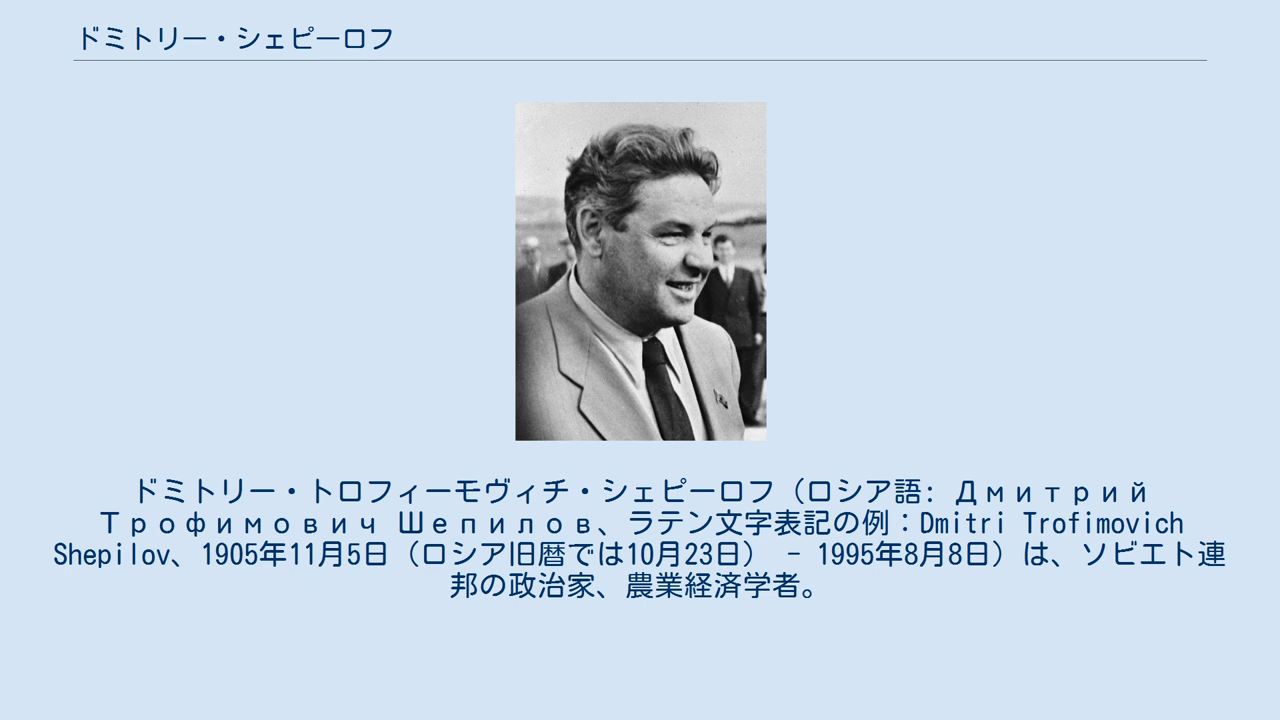 ドミトリー・シェピーロフ
ドミトリー・トロフィーモヴィチ・シェピーロフ（ロシア語: Дмитрий
Трофимович Шепилов、ラテン文字表記の例：Dmitri Trofimovich
Shepilov、1905年11月5日（ロシア旧暦では10月23日） - 1995年8月8日）は、ソビエト連
邦の政治家、農業経済学者。